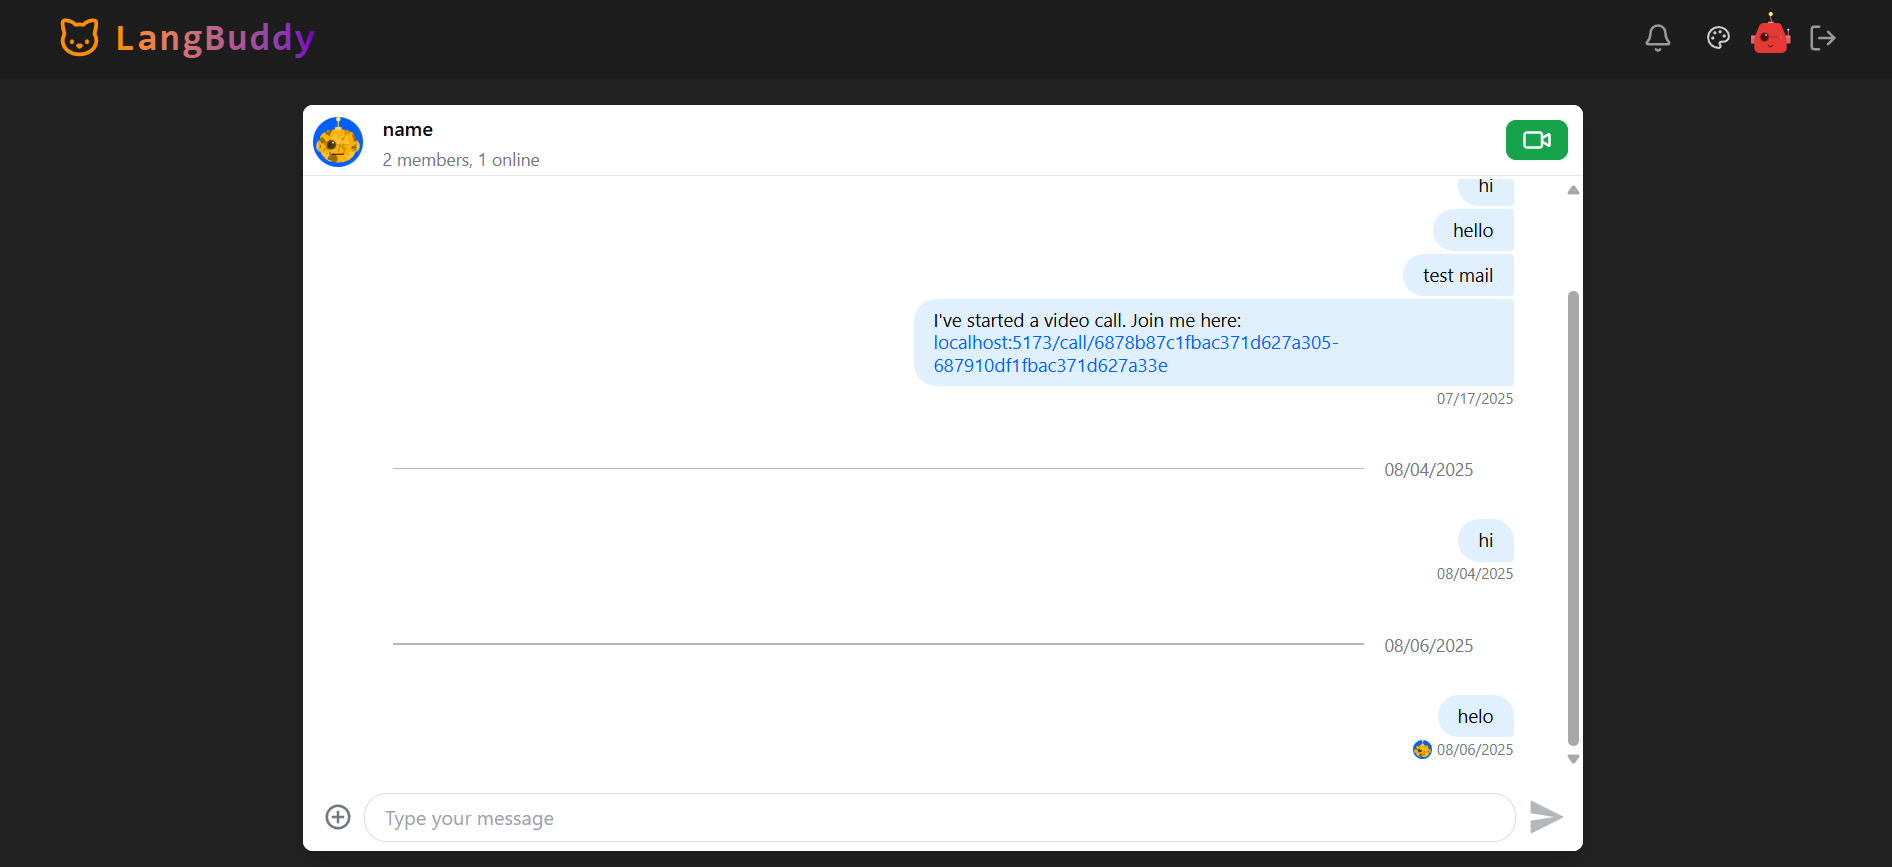 LangBuddy
name
2 members, 1 online
hi
hello
test mail
I've started a video call. Join me here:
localhost:5173/call/6878b87c1fbac371d627a305-
687910df1fbac371d627a33e
07/17/2025
08/04/2025
hi
08/04/2025
08/06/2025
helo
08/06/2025
Type your message